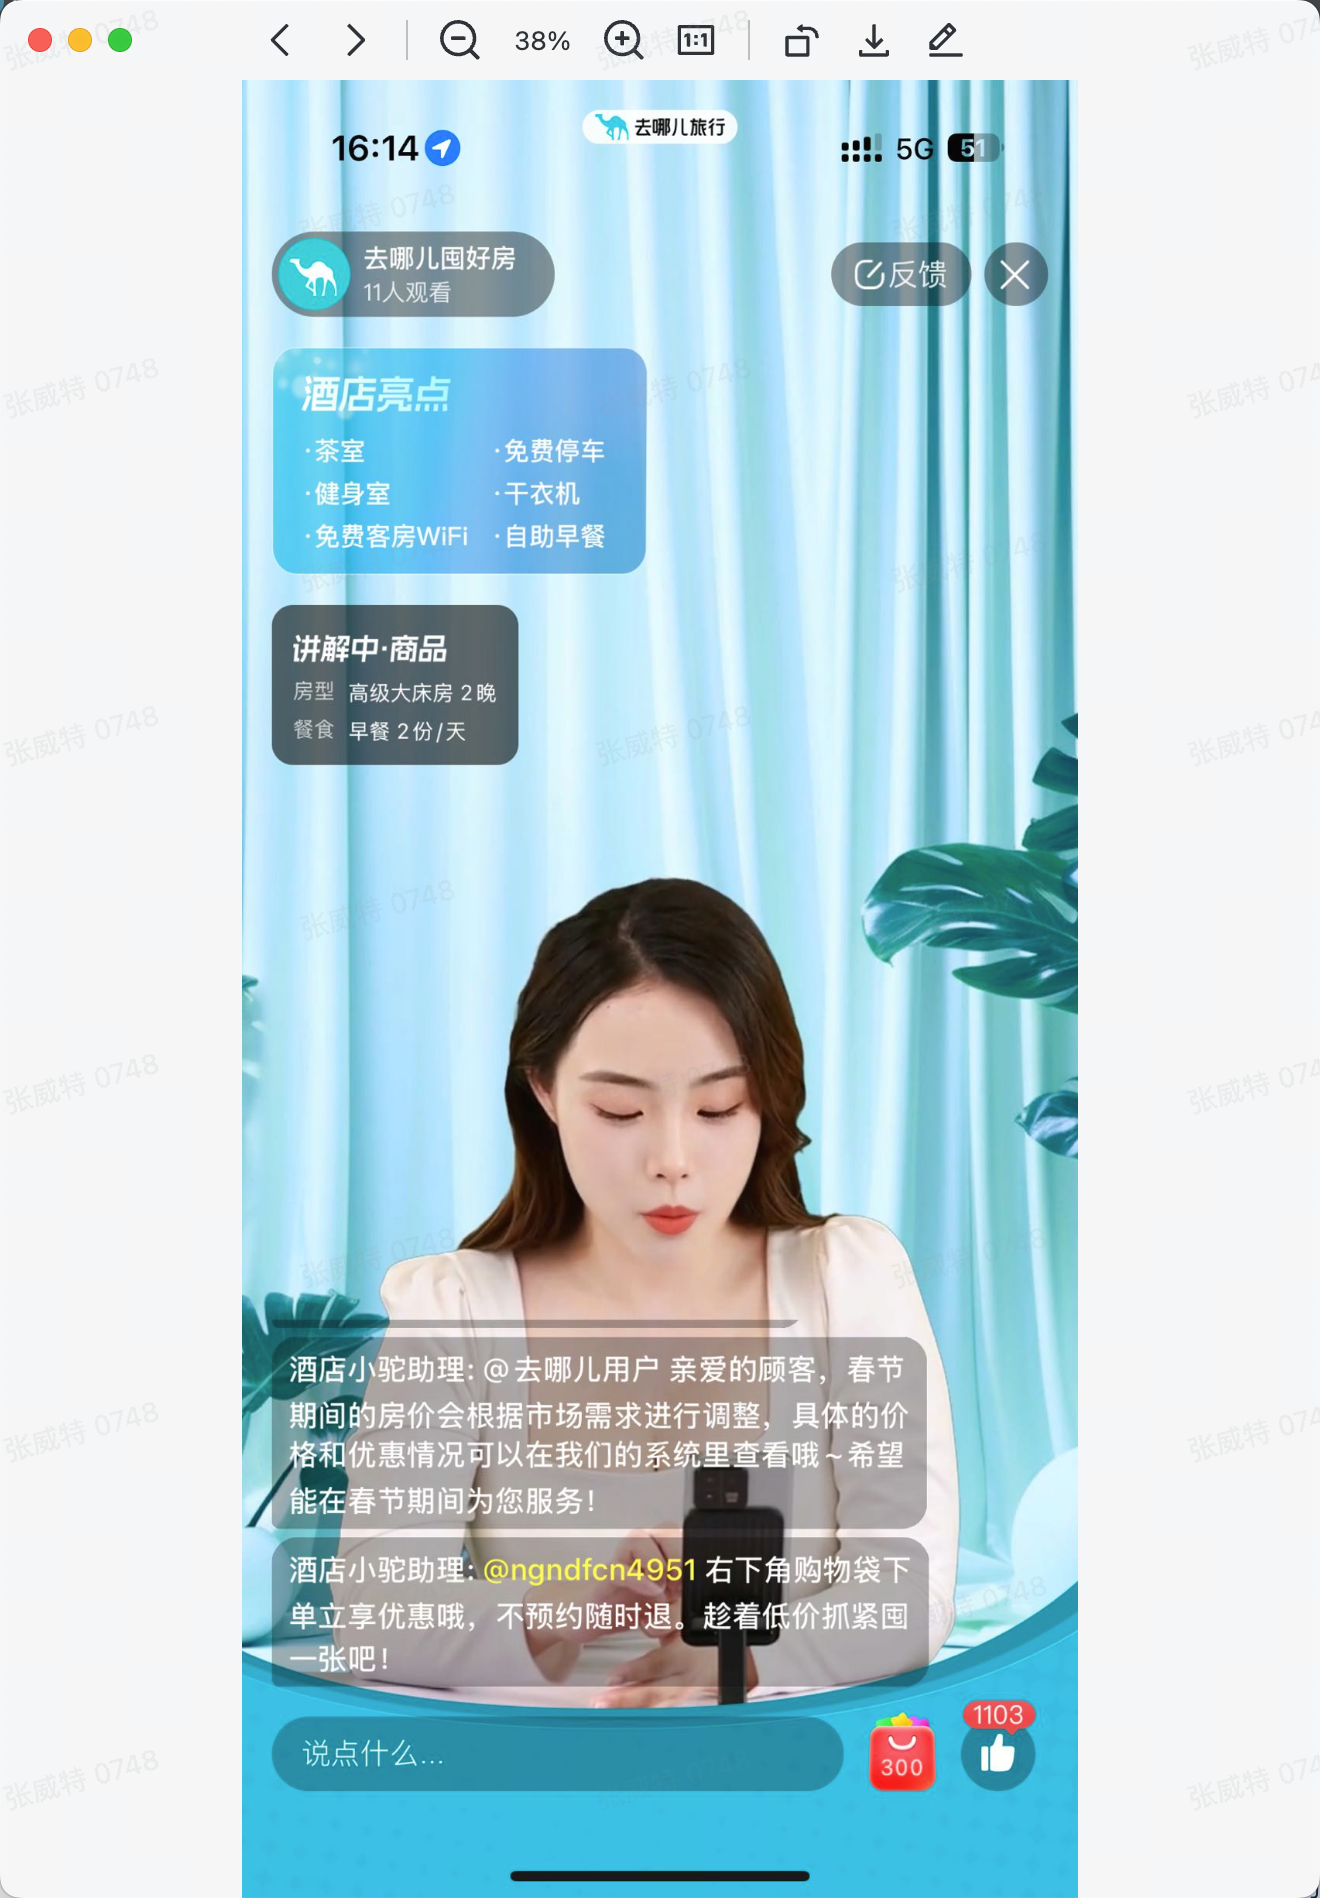 38%
1:1
去哪儿旅行
16:14
5G
51
去哪儿囤好房
11人观看
反馈
酒店亮点
·茶室 ·免费停车
·健身室 ·干衣机
·免费客房WiFi ·自助早餐
讲解中·商品
房型 高级大床房 2晚
餐食 早餐 2份/天
酒店小驼助理: @去哪儿用户 亲爱的顾客，春节
期间的房价会根据市场需求进行调整，具体的价
格和优惠情况可以在我们的系统里查看哦~希望
能在春节期间为您服务！
酒店小驼助理: @ngndfcn4951 右下角购物袋下
单立享优惠哦，不预约随时退。趁着低价抓紧囤
一张吧！
说点什么...
300
1103
张威特 0748